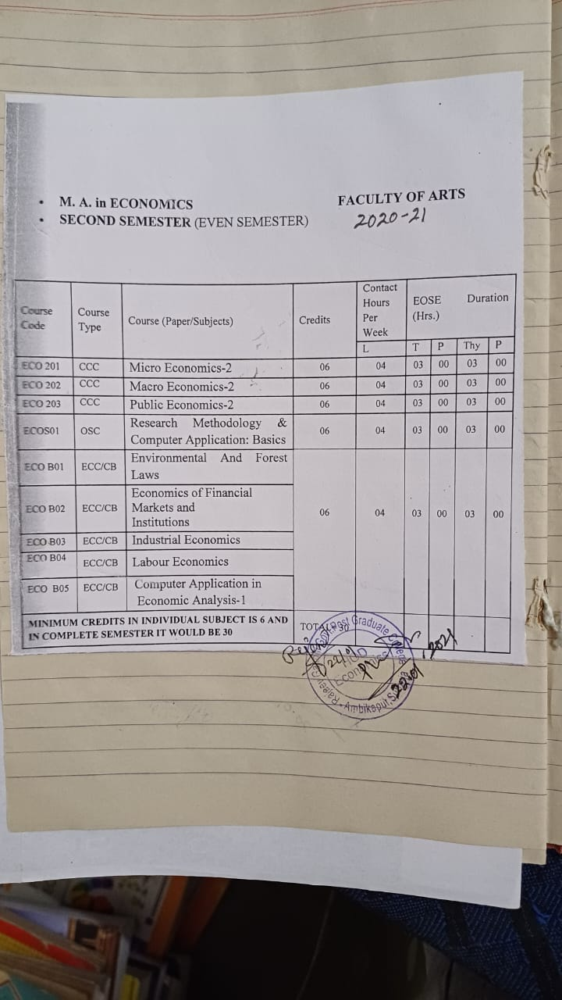 • M. A. in ECONOMICS
FACULTY OF ARTS
• SECOND SEMESTER (EVEN SEMESTER)
2020-21
Course Code | Course Type | Course (Paper/Subjects) | Credits | Contact Hours Per Week | EOSE Duration (Hrs.)
L | T | P | Thy | P
ECO 201 | CCC | Micro Economics-2 | 06 | 04 | 03 | 00 | 03 | 00
ECO 202 | CCC | Macro Economics-2 | 06 | 04 | 03 | 00 | 03 | 00
ECO 203 | CCC | Public Economics-2 | 06 | 04 | 03 | 00 | 03 | 00
ECOS01 | OSC | Research Methodology &
Computer Application: Basics | 06 | 04 | 03 | 00 | 03 | 00
ECO B01 | ECC/CB | Environmental And Forest
Laws
ECO B02 | ECC/CB | Economics of Financial
Markets and
Institutions | 06 | 04 | 03 | 00 | 03 | 00
ECO B03 | ECC/CB | Industrial Economics
ECO B04 | ECC/CB | Labour Economics
ECO B05 | ECC/CB | Computer Application in
Economic Analysis-1
MINIMUM CREDITS IN INDIVIDUAL SUBJECT IS 6 AND
IN COMPLETE SEMESTER IT WOULD BE 30
TOTAL= 30
Post Graduate College
HOD
Economics
Rajeev
Ambikapur
2021